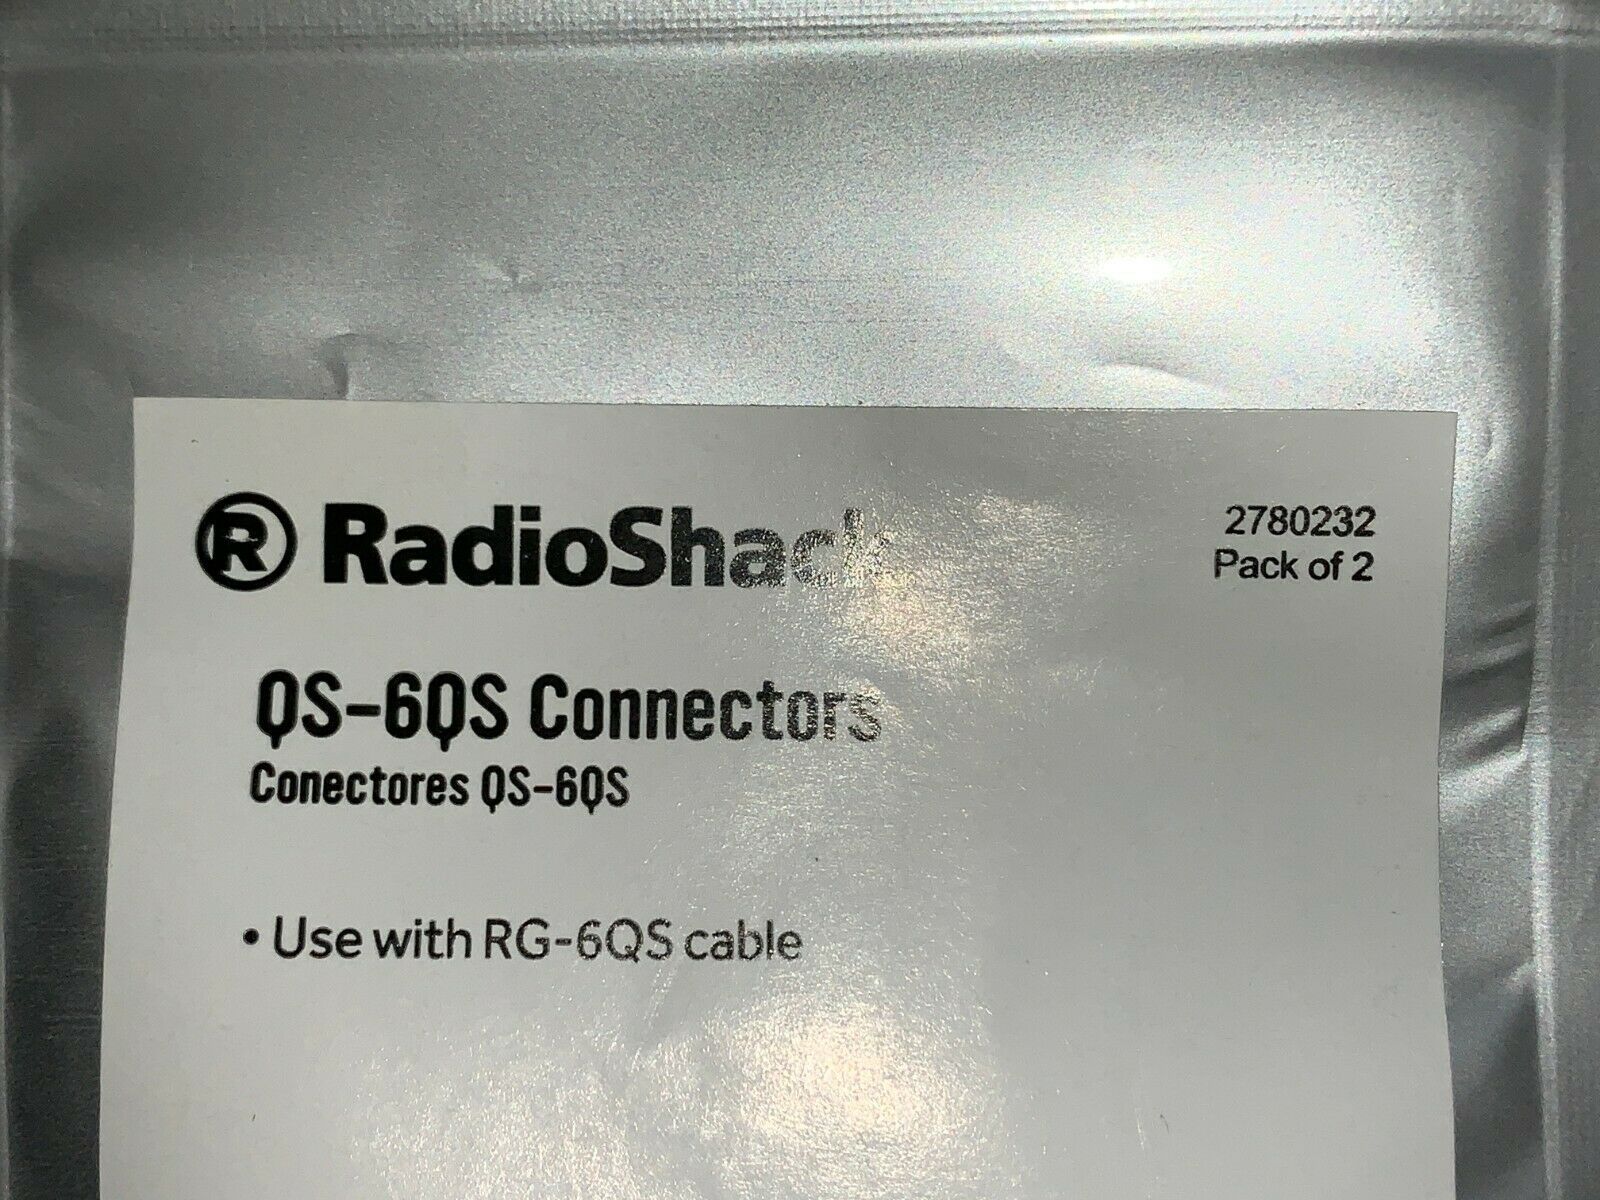 R RadioShack
2780232
Pack of 2
QS-6QS Connectors
Conectores QS-6QS
• Use with RG-6QS cable